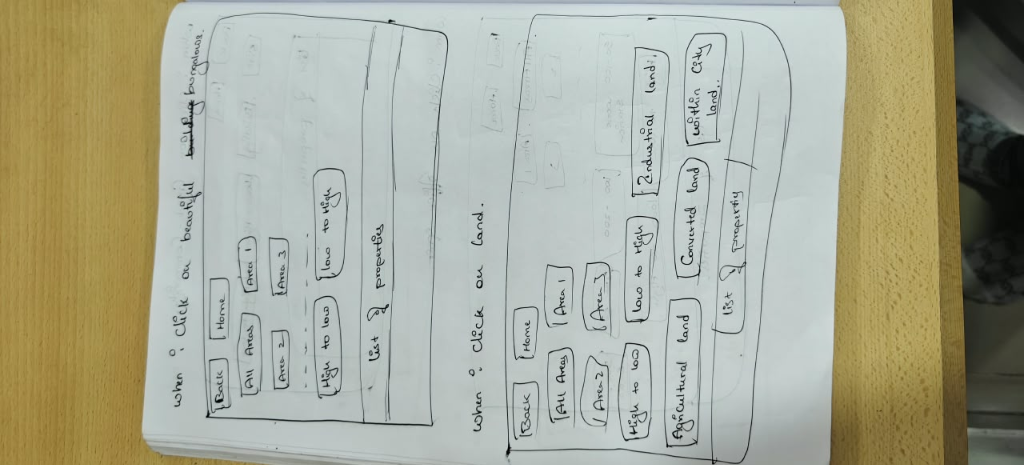 When : Click on beautiful bungalows.
Back Home
All Areas Area 1
Area 2 Area 3
High to low low to High
list of properties
When : Click on land.
Back Home
All Areas Area 1
Area 2 Area 3
High to low low to High Industrial land
Agricultural land Converted land within City land.
list of property